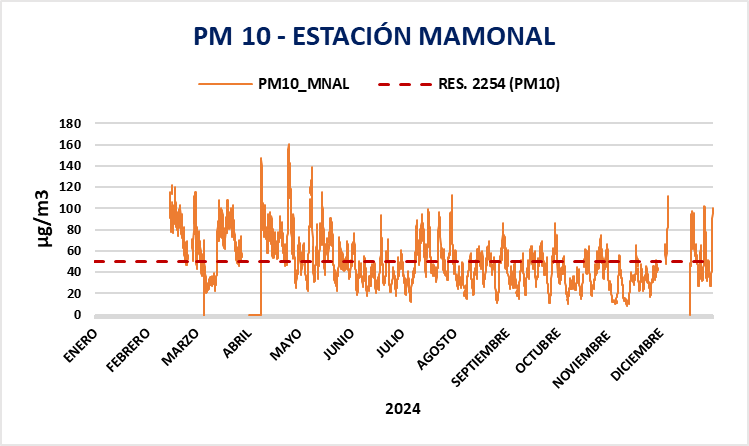 PM 10 - ESTACIÓN MAMONAL
PM10_MNAL
RES. 2254 (PM10)
180
160
140
120
100
80
60
40
20
0
µg/m3
ENERO
FEBRERO
MARZO
ABRIL
MAYO
JUNIO
JULIO
AGOSTO
SEPTIEMBRE
OCTUBRE
NOVIEMBRE
DICIEMBRE
2024